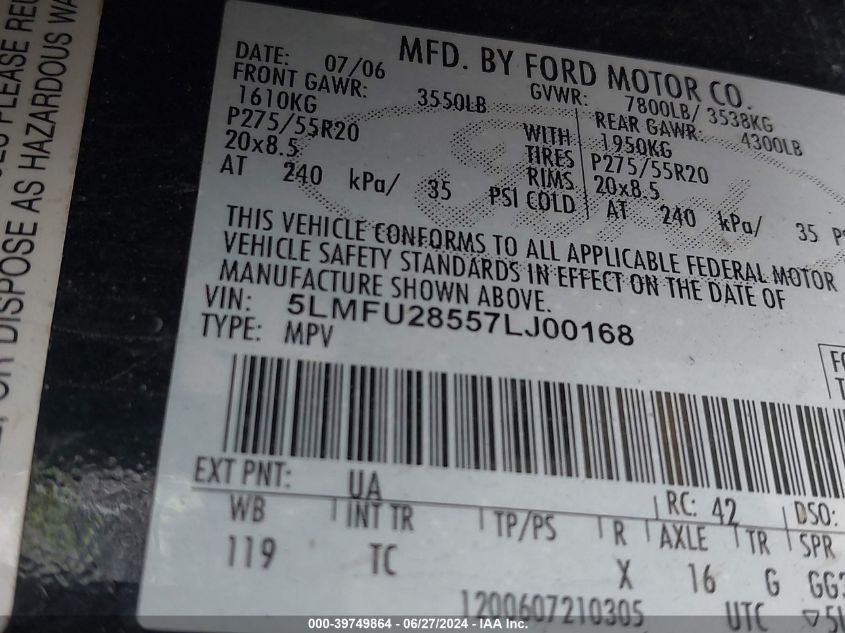 DISPOSE AS HAZARDOUS WA
DATE: 07/06 MFD. BY FORD MOTOR CO.
FRONT GAWR: 3550LB GVWR: 7800LB/ 3538KG
1610KG WITH REAR GAWR: 4300LB
P275/55R20 TIRES 1950KG
20x8.5 RIMS P275/55R20
AT 240 kPa/ 35 PSI COLD 20x8.5
AT 240 kPa/ 35
THIS VEHICLE CONFORMS TO ALL APPLICABLE FEDERAL MOTOR
VEHICLE SAFETY STANDARDS IN EFFECT ON THE DATE OF
MANUFACTURE SHOWN ABOVE.
VIN: 5LMFU28557LJ00168
TYPE: MPV
EXT PNT: UA RC: 42 DSO:
WB INT TR TP/PS R AXLE TR SPR
119 TC X 16 G GG
1200607210305 UTC
000-39749864 - 06/27/2024 - IAAI.com